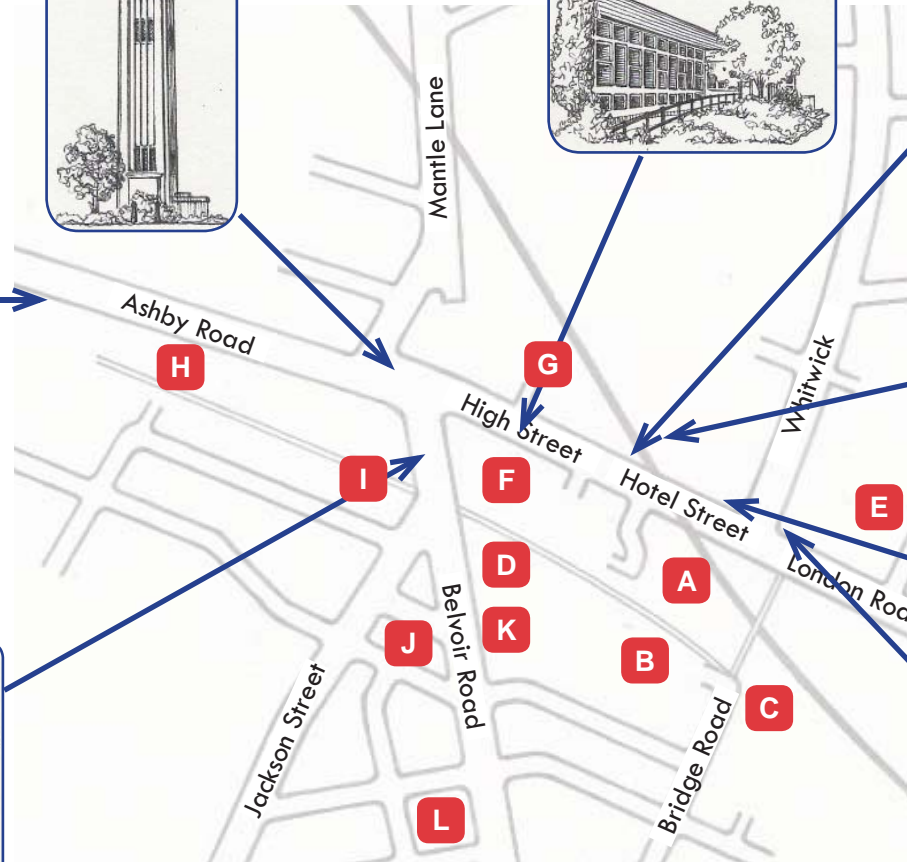 Mantle Lane
Ashby Road
H
G
Whitwick
High Street
I
F
Hotel Street
E
D
A
London Roa
Belvoir Road
K
J
B
Jackson Street
C
Bridge Road
L